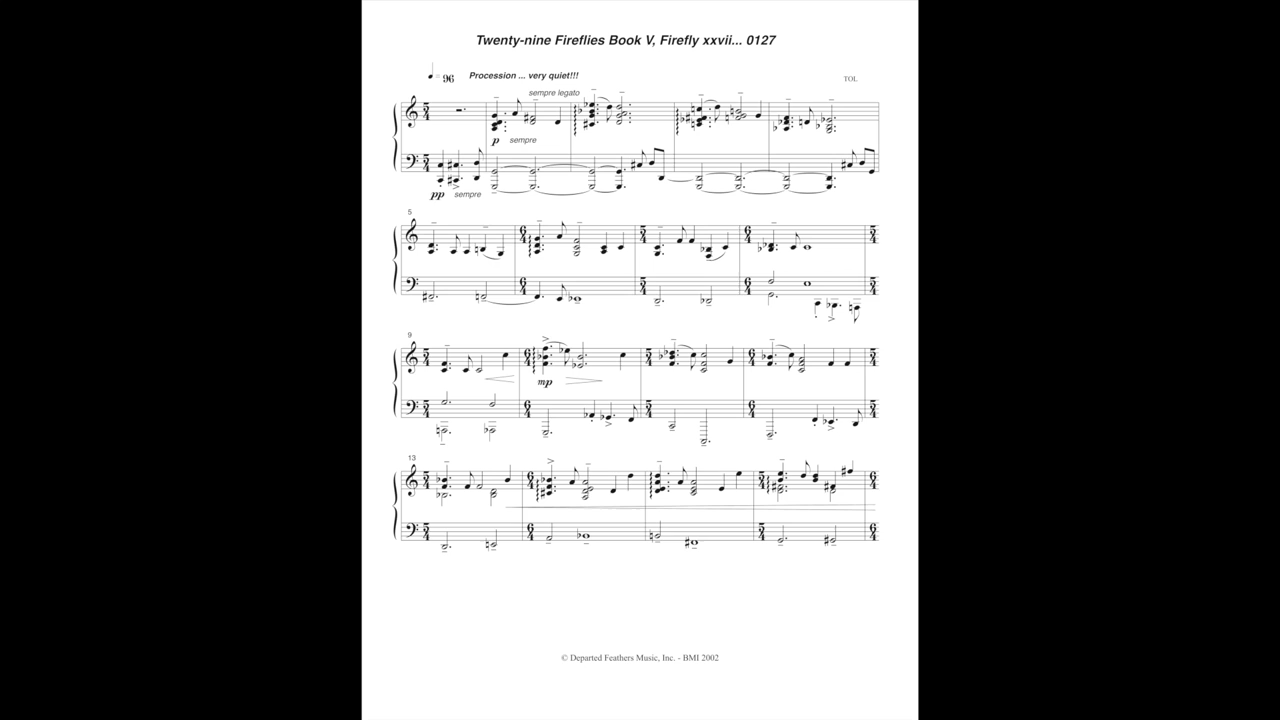 Twenty-nine Fireflies Book V, Firefly xxvii... 0127
♩ = 96 Procession ... very quiet!!! TOL
sempre legato
p sempre
pp sempre
5
9
mp
13
© Departed Feathers Music, Inc. - BMI 2002